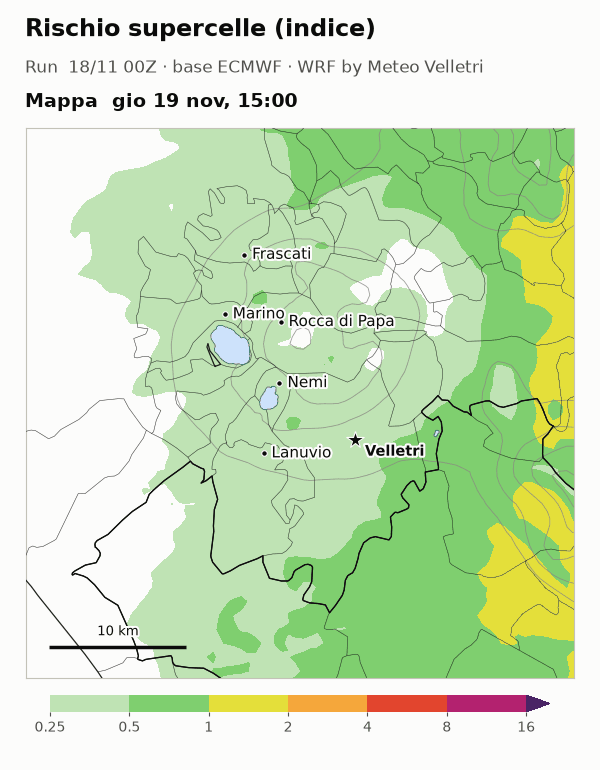 Rischio supercelle (indice)
Run  18/11 00Z · base ECMWF · WRF by Meteo Velletri
Mappa  gio 19 nov, 15:00
Frascati
Marino
Rocca di Papa
Nemi
Velletri
Lanuvio
10 km
0.25 0.5 1 2 4 8 16